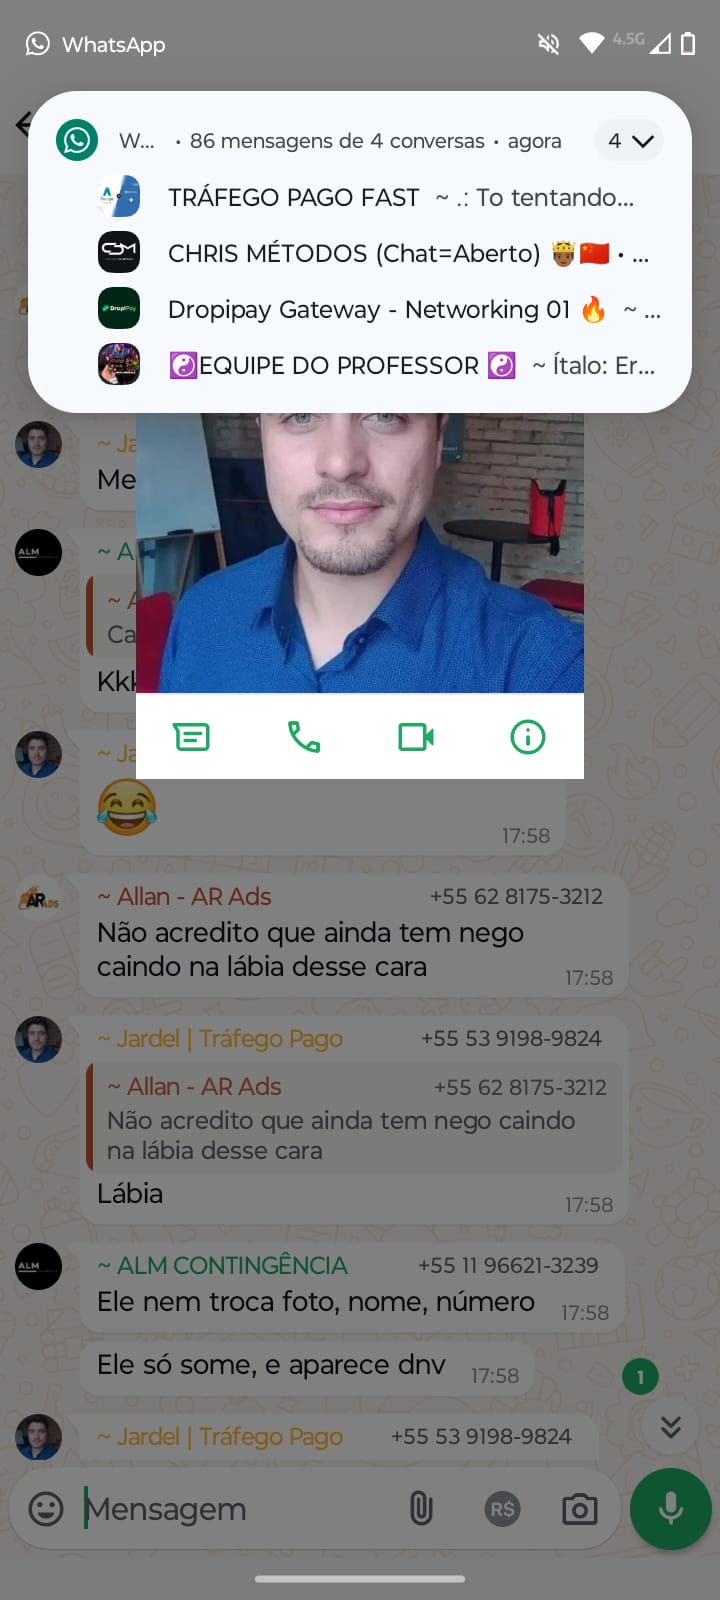 WhatsApp
4.5G
W... • 86 mensagens de 4 conversas • agora
4
TRÁFEGO PAGO FAST ~ .: To tentando...
CHRIS MÉTODOS (Chat=Aberto) 🤴🏾🇨🇳 • ...
Dropipay Gateway - Networking 01 🔥 ~ ...
☯️EQUIPE DO PROFESSOR ☯️ ~ Ítalo: Er...
~ Ja
Me
ALM
~ A
~ A
Ca
Kkk
~ Ja
😂
17:58
AR ADS
~ Allan - AR Ads +55 62 8175-3212
Não acredito que ainda tem nego
caindo na lábia desse cara
17:58
~ Jardel | Tráfego Pago +55 53 9198-9824
~ Allan - AR Ads +55 62 8175-3212
Não acredito que ainda tem nego caindo
na lábia desse cara
Lábia
17:58
ALM
~ ALM CONTINGÊNCIA +55 11 96621-3239
Ele nem troca foto, nome, número 17:58
Ele só some, e aparece dnv 17:58
1
~ Jardel | Tráfego Pago +55 53 9198-9824
Mensagem
R$